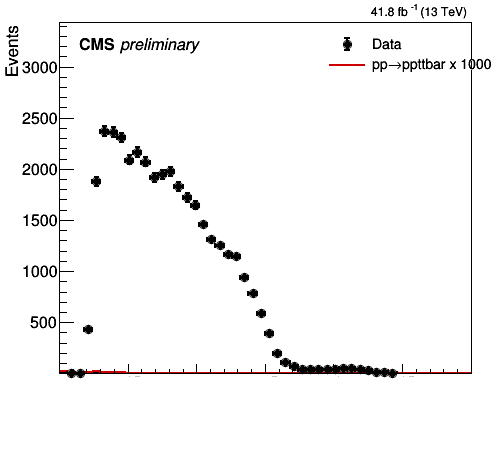 41.8 fb⁻¹ (13 TeV)
CMS preliminary
Data
pp→ppttbar x 1000
Events
3000
2500
2000
1500
1000
500